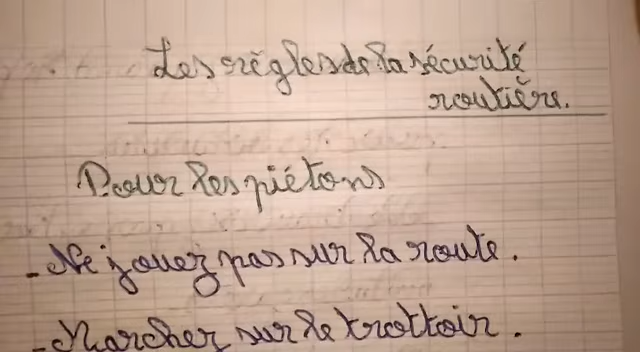 Les règles de la sécurité
routière.
Pour les piétons
- Ne jouez pas sur la route.
- Marcher sur le trottoir.